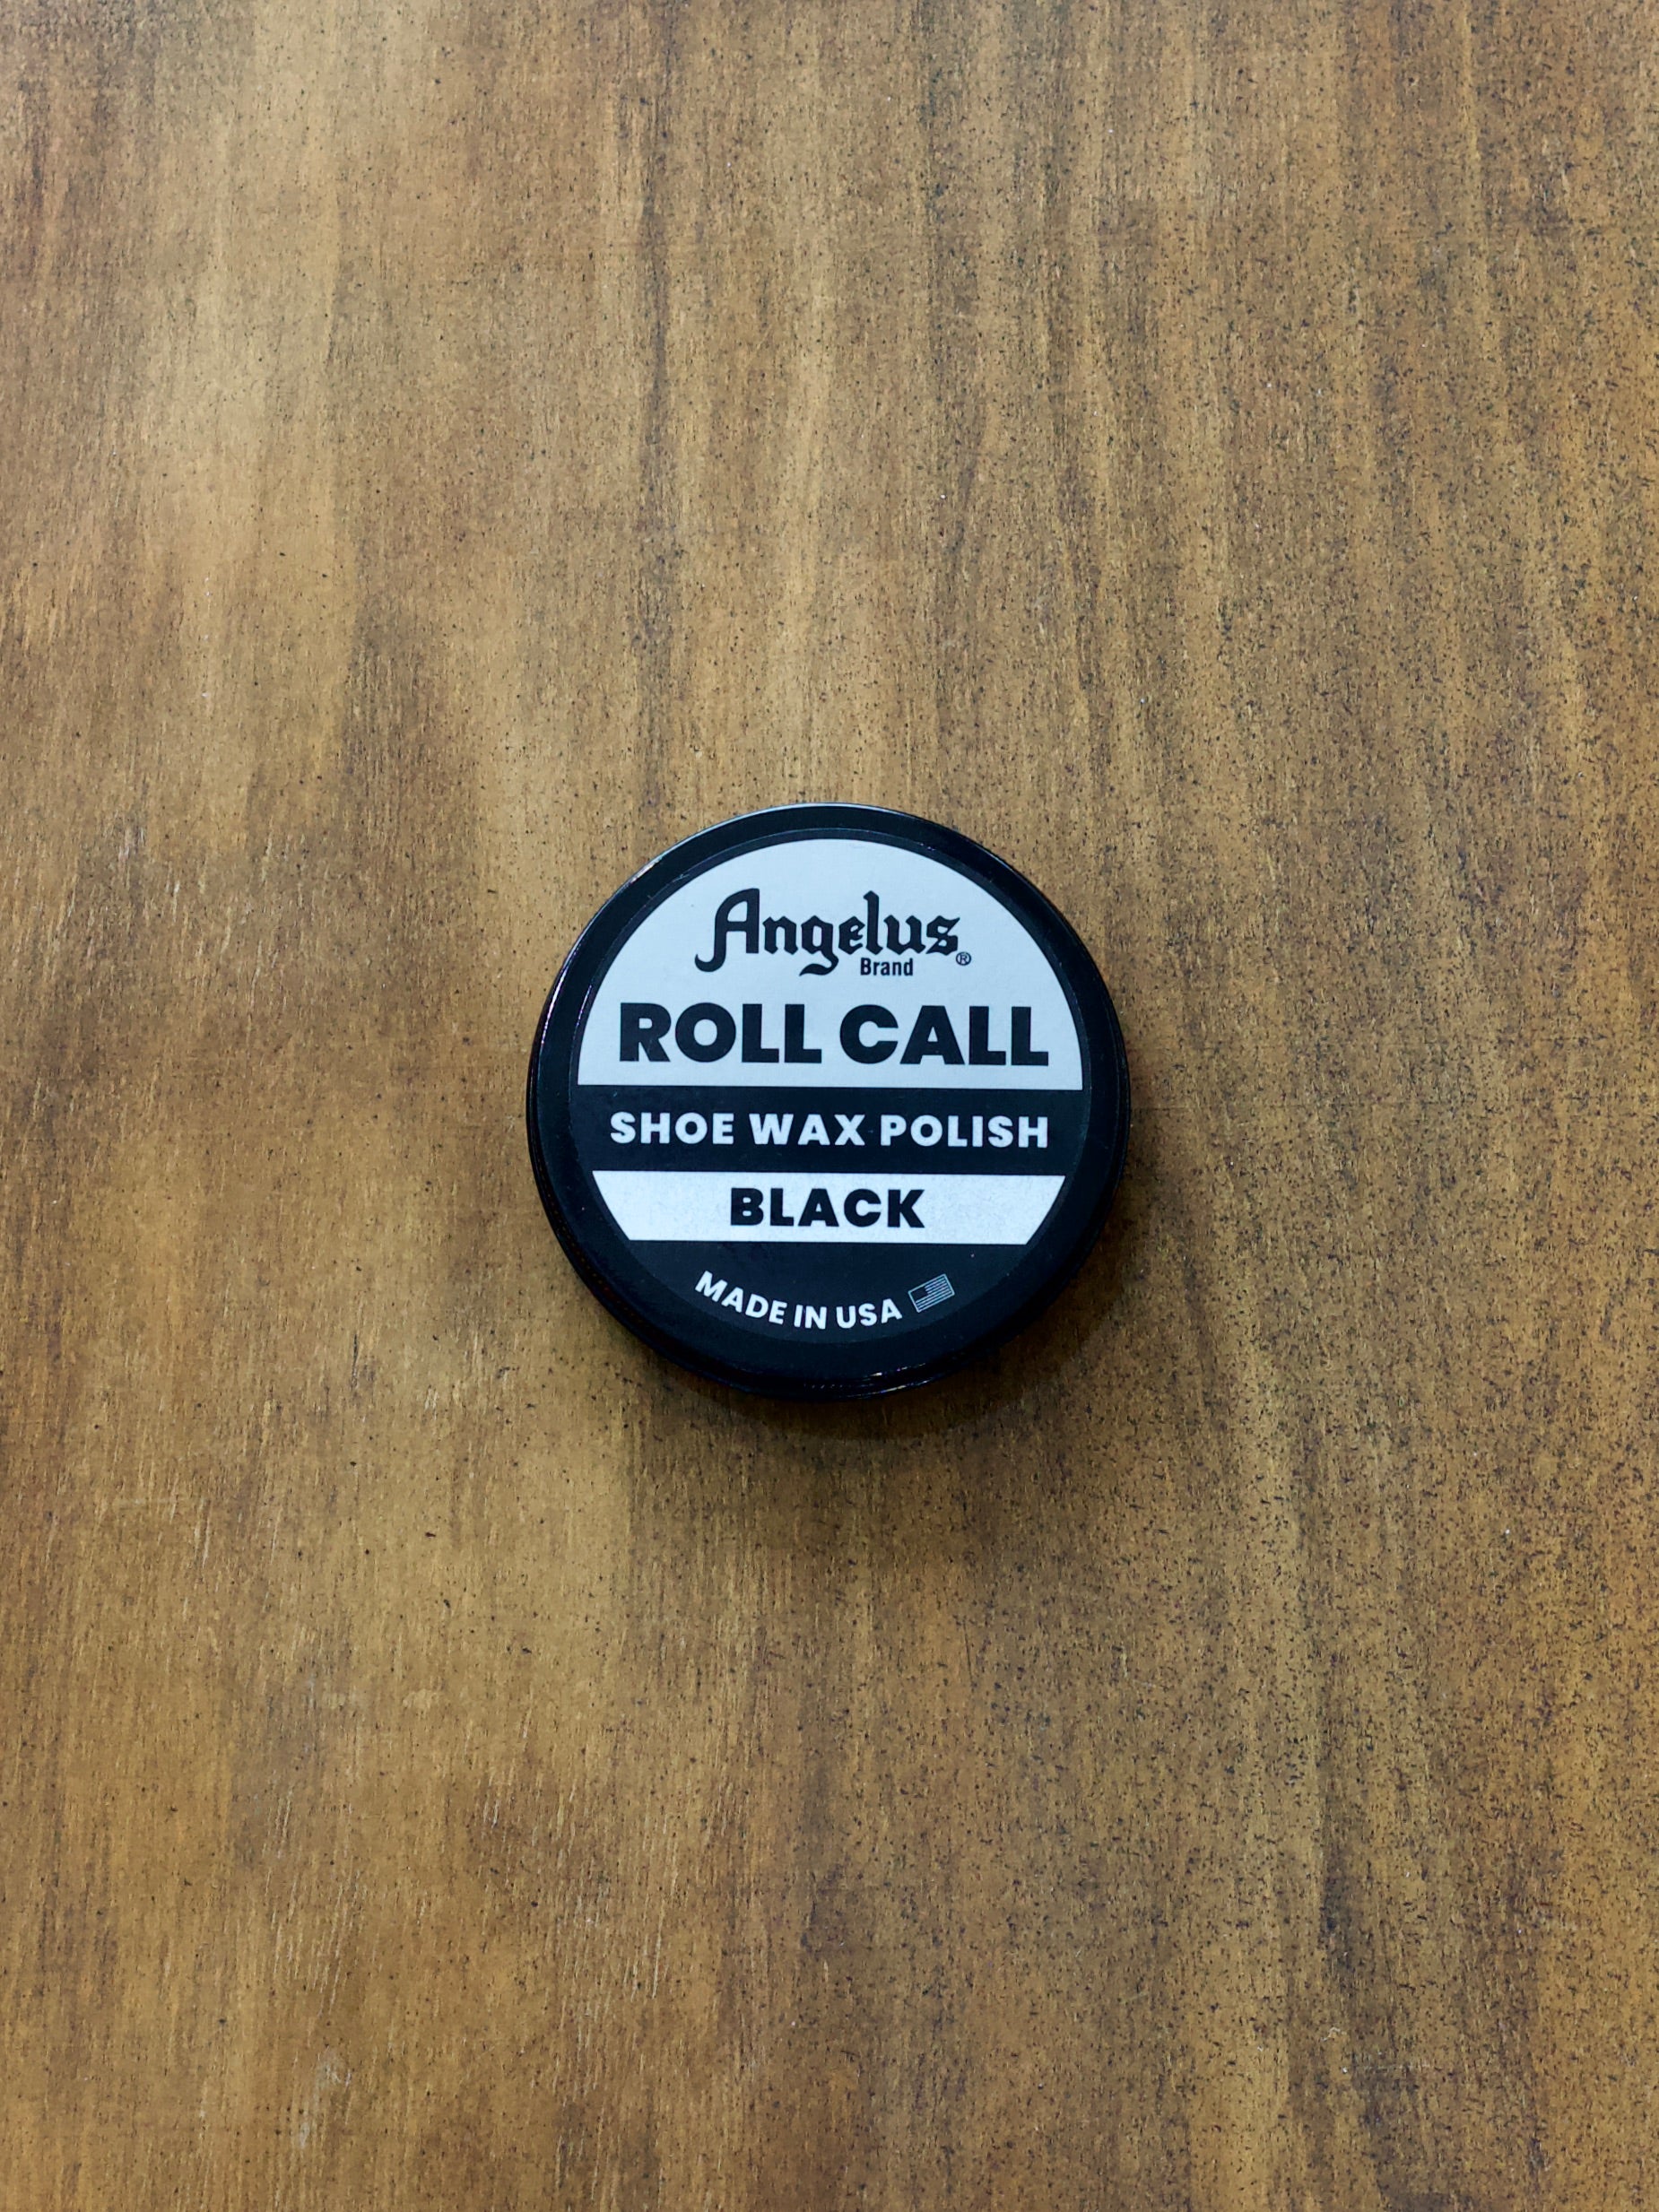 Angelus®
Brand
ROLL CALL
SHOE WAX POLISH
BLACK
MADE IN USA